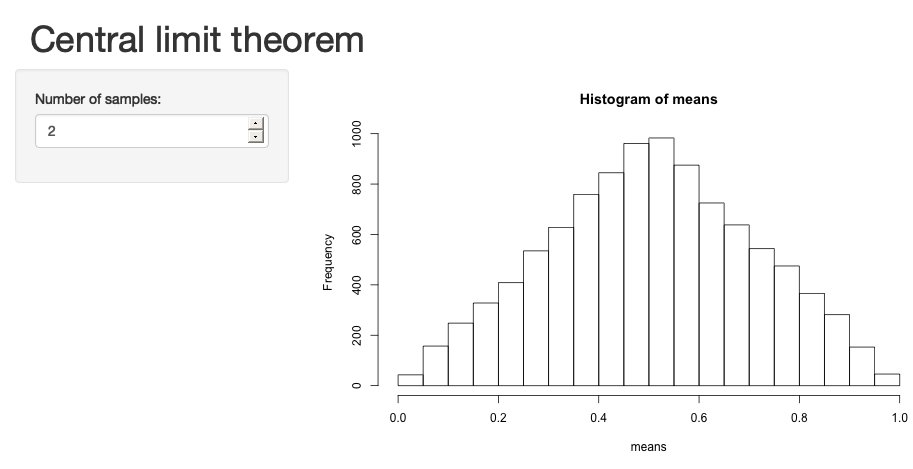 Central limit theorem
Number of samples:
2
Histogram of means
Frequency
1000
800
600
400
200
0
0.0 0.2 0.4 0.6 0.8 1.0
means